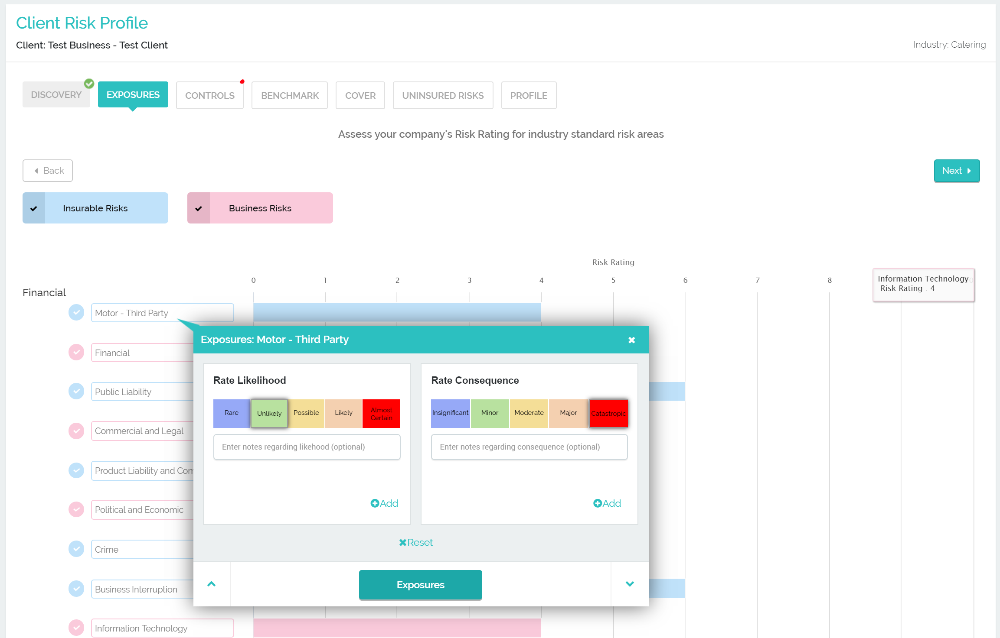 Client Risk Profile
Client: Test Business - Test Client
Industry: Catering
DISCOVERY
EXPOSURES
CONTROLS
BENCHMARK
COVER
UNINSURED RISKS
PROFILE
Assess your company's Risk Rating for industry standard risk areas
Back
Next
Insurable Risks
Business Risks
Risk Rating
0 1 2 3 4 5 6 7 8
Information Technology
Risk Rating : 4
Financial
Motor - Third Party
Financial
Public Liability
Commercial and Legal
Product Liability and Com
Political and Economic
Crime
Business Interruption
Information Technology
Exposures: Motor - Third Party
Rate Likelihood
Rare
Unlikely
Possible
Likely
Almost
Certain
Enter notes regarding likehood (optional)
Add
Rate Consequence
Insignificant
Minor
Moderate
Major
Catastropic
Enter notes regarding consequence (optional)
Add
Reset
Exposures